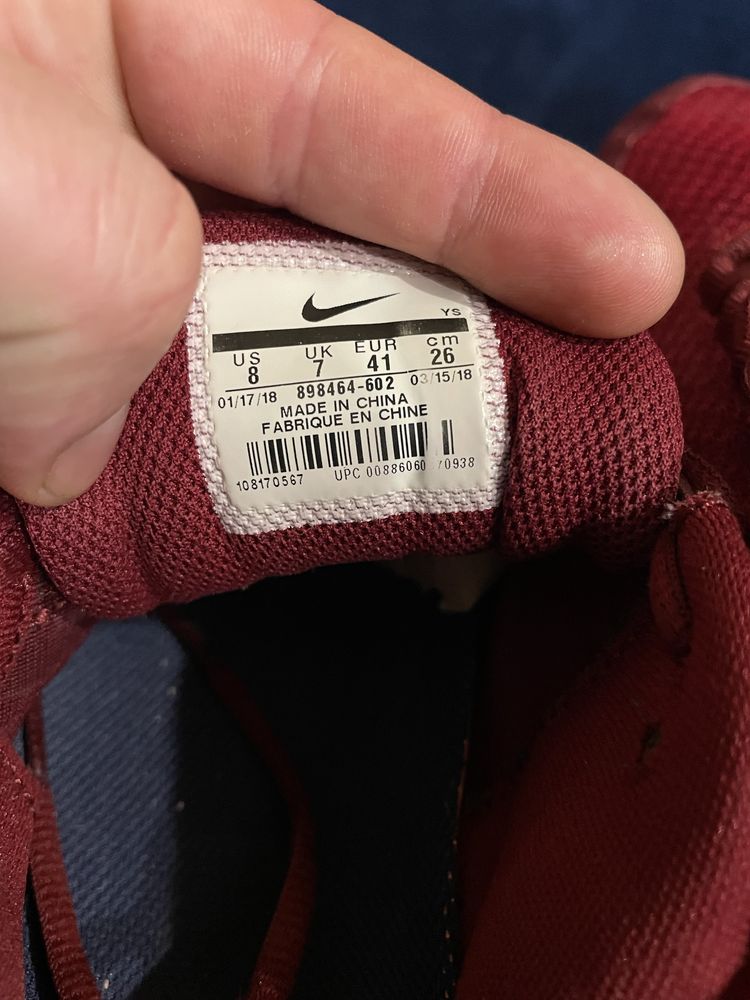 YS
US UK EUR cm
8 7 41 26
01/17/18 898464-602 03/15/18
MADE IN CHINA
FABRIQUE EN CHINE
108170567 UPC 00886060 70938